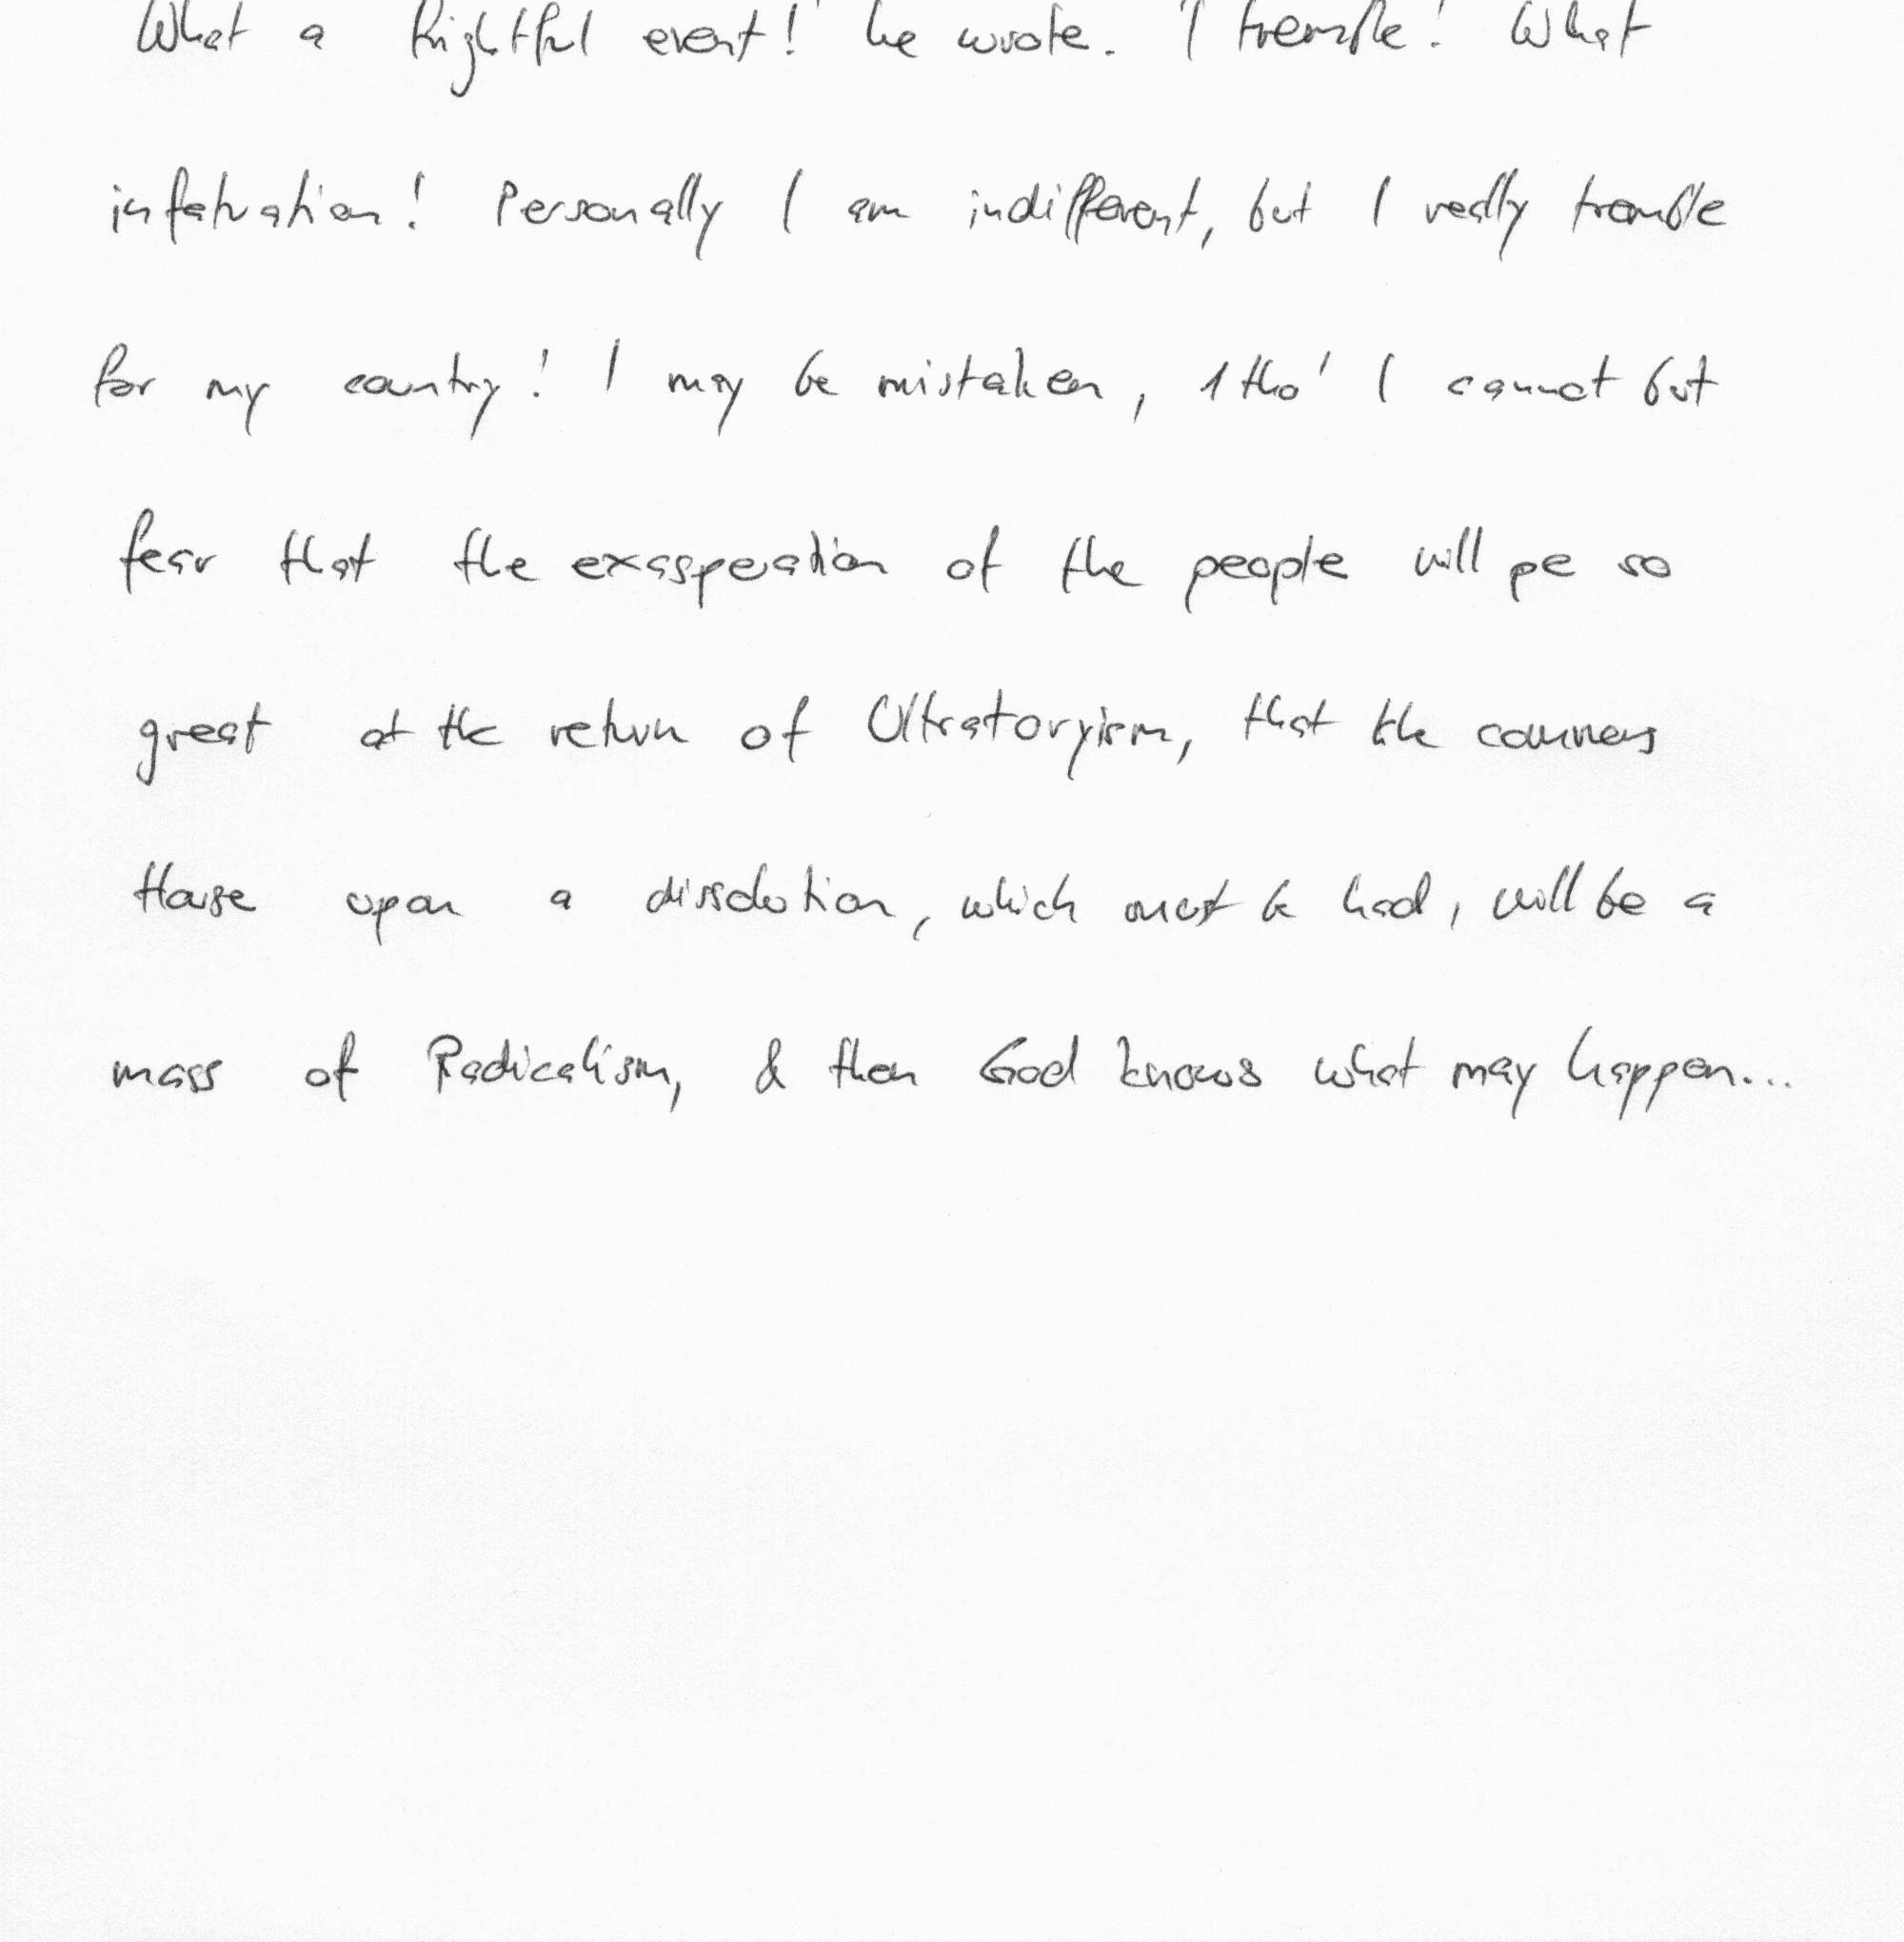 What a frightful event!' he wrote. 'I tremble! What
infatuation! Personally I am indifferent, but I really tremble
for my country! I may be mistaken, 1 tho' I cannot but
fear that the exasperation of the people will pe so
great at the return of Ultratoryism, that the commons
House upon a dissolution, which must be had, will be a
mass of Radicalism, & then God knows what may happen...